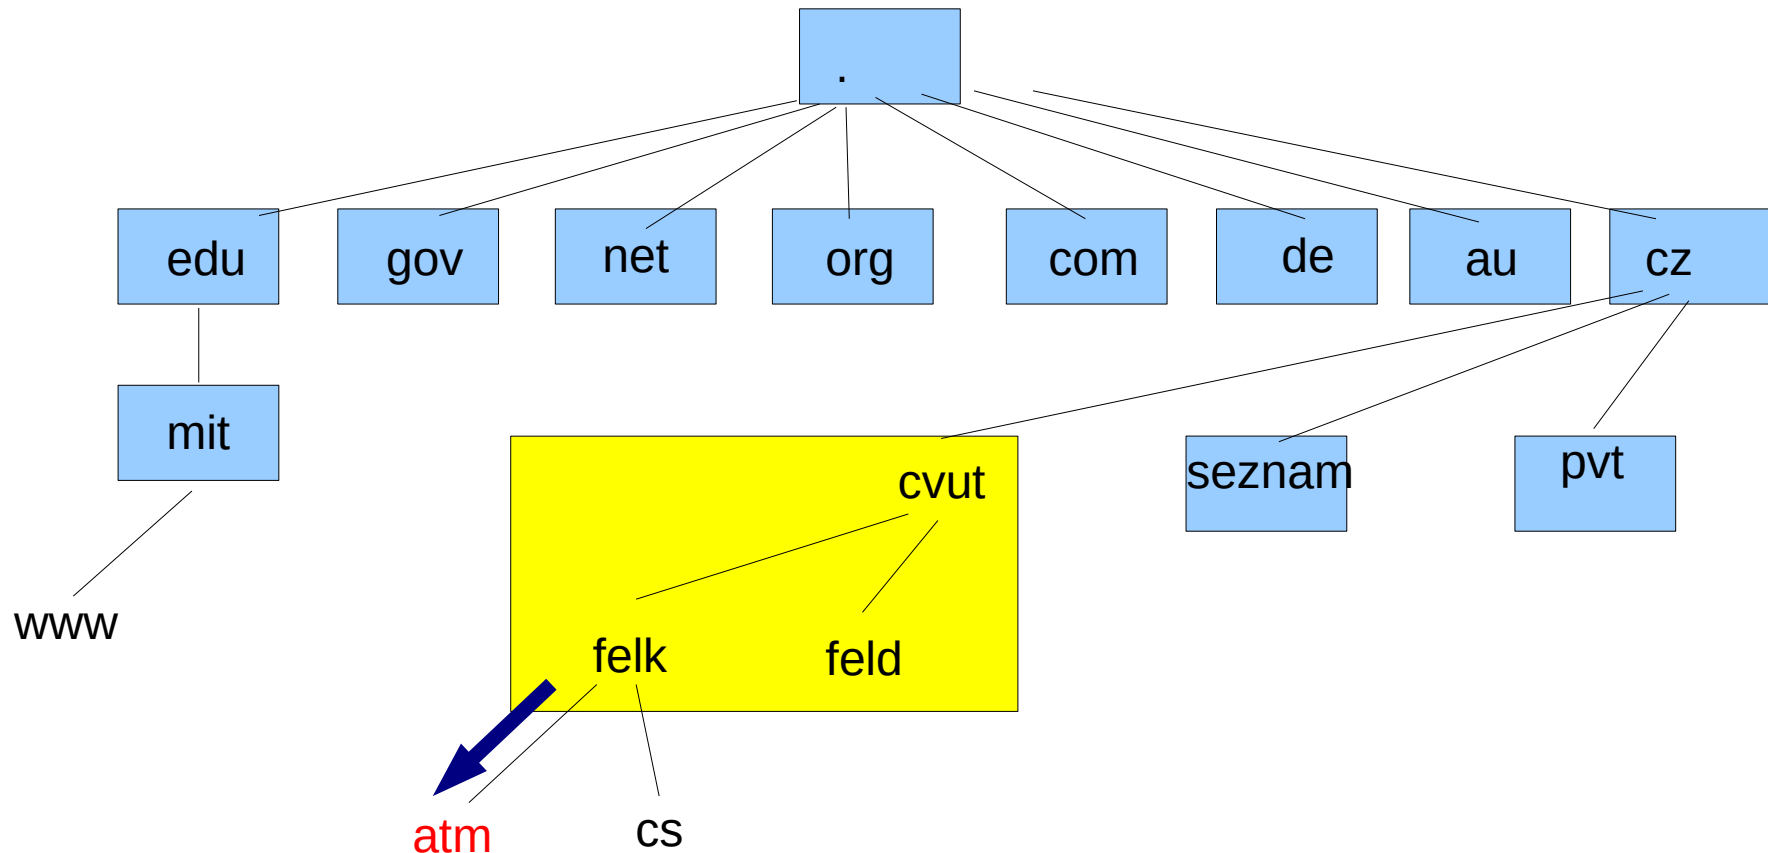 .
edu gov net org com de au cz
mit
cvut seznam pvt
www
felk feld
atm cs